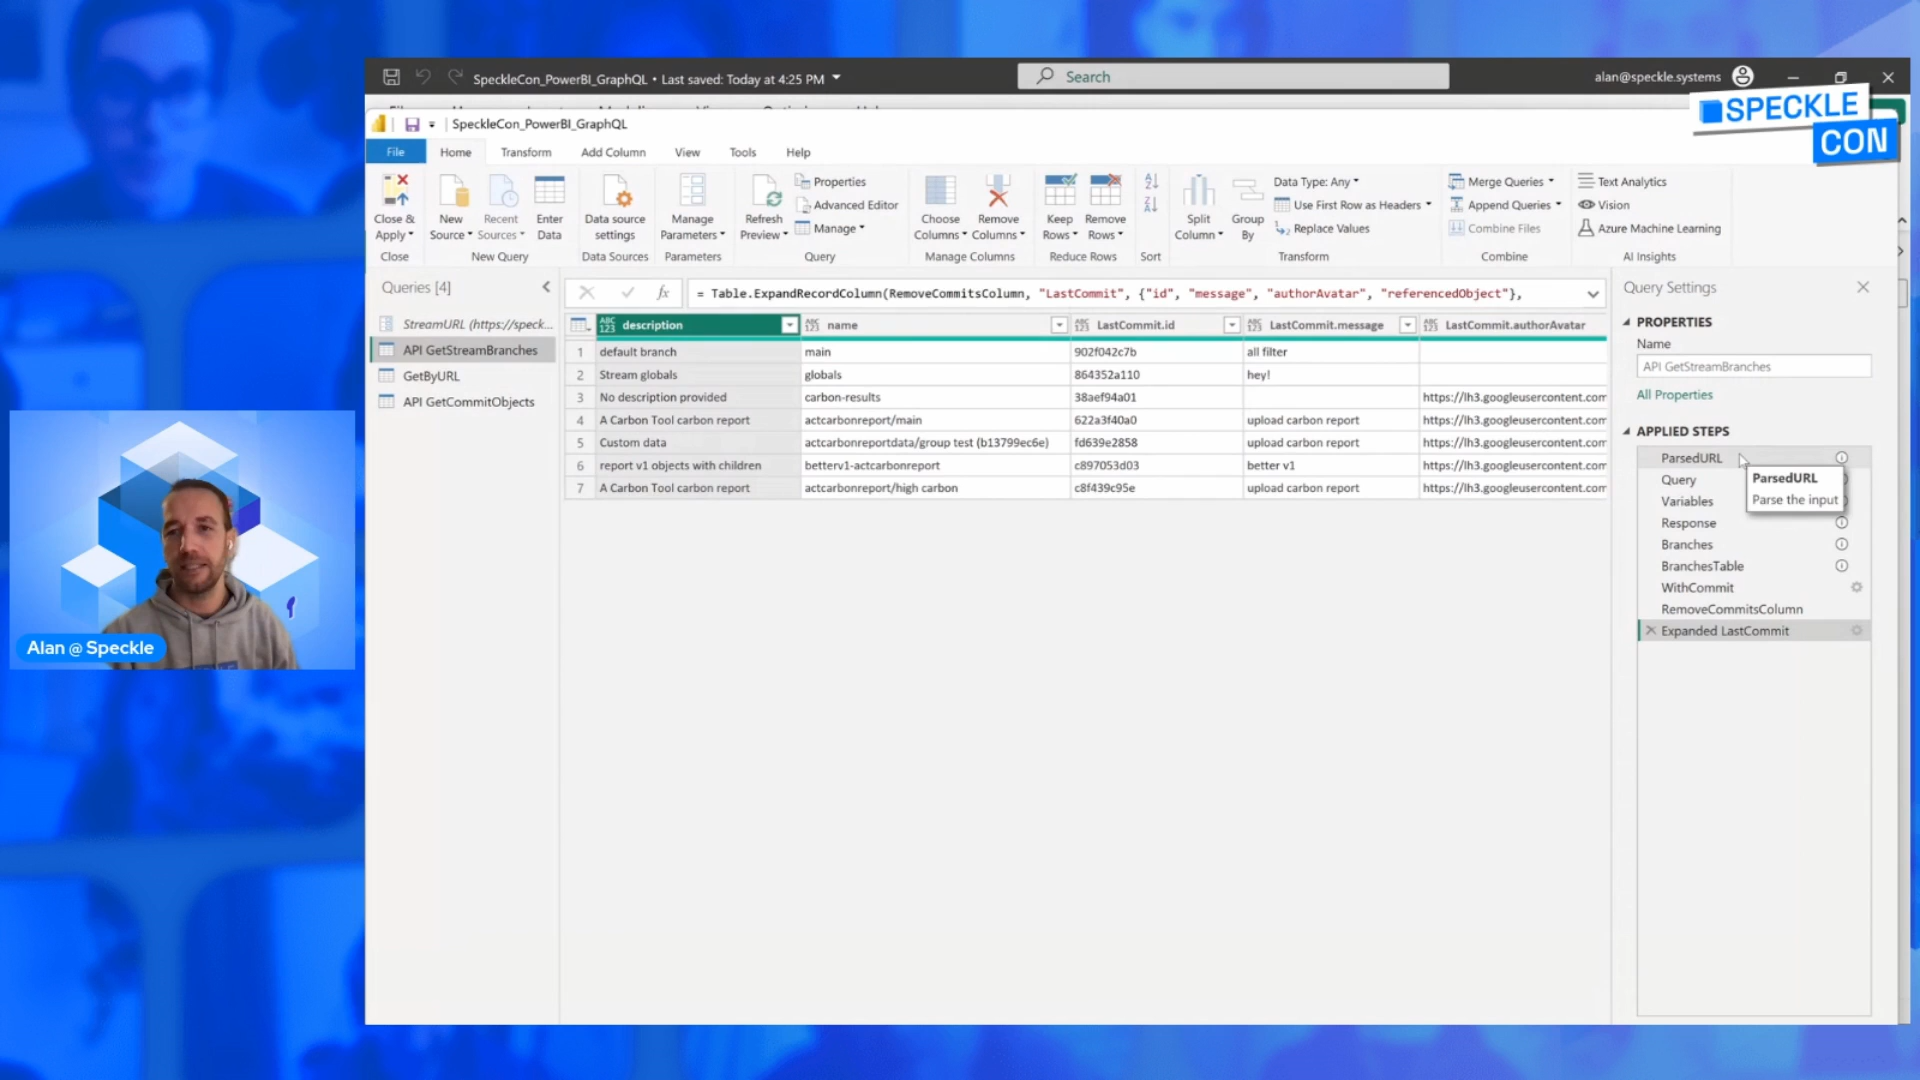 SpeckleCon_PowerBI_GraphQL • Last saved: Today at 4:25 PM
Search
alan@speckle.systems
SPECKLE
CON
SpeckleCon_PowerBI_GraphQL
File Home Transform Add Column View Tools Help
Close & Apply
New Source
Recent Sources
Enter Data
Data source settings
Manage Parameters
Refresh Preview
Properties
Advanced Editor
Manage
Choose Columns
Remove Columns
Keep Rows
Remove Rows
Split Column
Group By
Data Type: Any
Use First Row as Headers
Replace Values
Merge Queries
Append Queries
Combine Files
Text Analytics
Vision
Azure Machine Learning
Close New Query Data Sources Parameters Query Manage Columns Reduce Rows Sort Transform Combine AI Insights
Queries [4]
StreamURL (https://speck...
API GetStreamBranches
GetByURL
API GetCommitObjects
fx = Table.ExpandRecordColumn(RemoveCommitsColumn, "LastCommit", {"id", "message", "authorAvatar", "referencedObject"},
ABC 123 description ABC 123 name ABC 123 LastCommit.id ABC 123 LastCommit.message ABC 123 LastCommit.authorAvatar
1 default branch main 902f042c7b all filter
2 Stream globals globals 864352a110 hey!
3 No description provided carbon-results 38aef94a01 https://lh3.googleusercontent.com
4 A Carbon Tool carbon report actcarbonreport/main 622a3f40a0 upload carbon report https://lh3.googleusercontent.com
5 Custom data actcarbonreportdata/group test (b13799ec6e) fd639e2858 upload carbon report https://lh3.googleusercontent.com
6 report v1 objects with children betterv1-actcarbonreport c897053d03 better v1 https://lh3.googleusercontent.com
7 A Carbon Tool carbon report actcarbonreport/high carbon c8f439c95e upload carbon report https://lh3.googleusercontent.com
Query Settings
PROPERTIES
Name
API GetStreamBranches
All Properties
APPLIED STEPS
ParsedURL
Query
Variables
Response
Branches
BranchesTable
WithCommit
RemoveCommitsColumn
Expanded LastCommit
ParsedURL
Parse the input
Alan @ Speckle